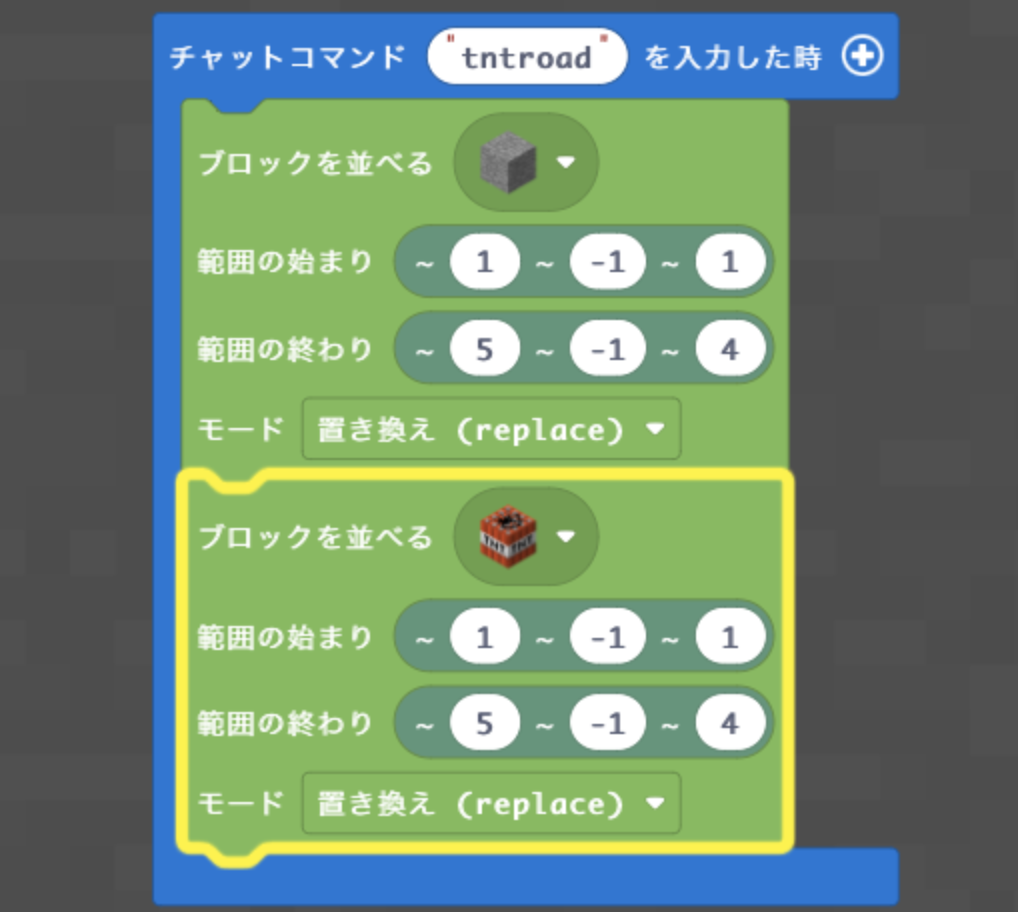 チャットコマンド "tntroad" を入力した時
ブロックを並べる
範囲の始まり ~ 1 ~ -1 ~ 1
範囲の終わり ~ 5 ~ -1 ~ 4
モード 置き換え (replace)
ブロックを並べる TNT TNT
範囲の始まり ~ 1 ~ -1 ~ 1
範囲の終わり ~ 5 ~ -1 ~ 4
モード 置き換え (replace)